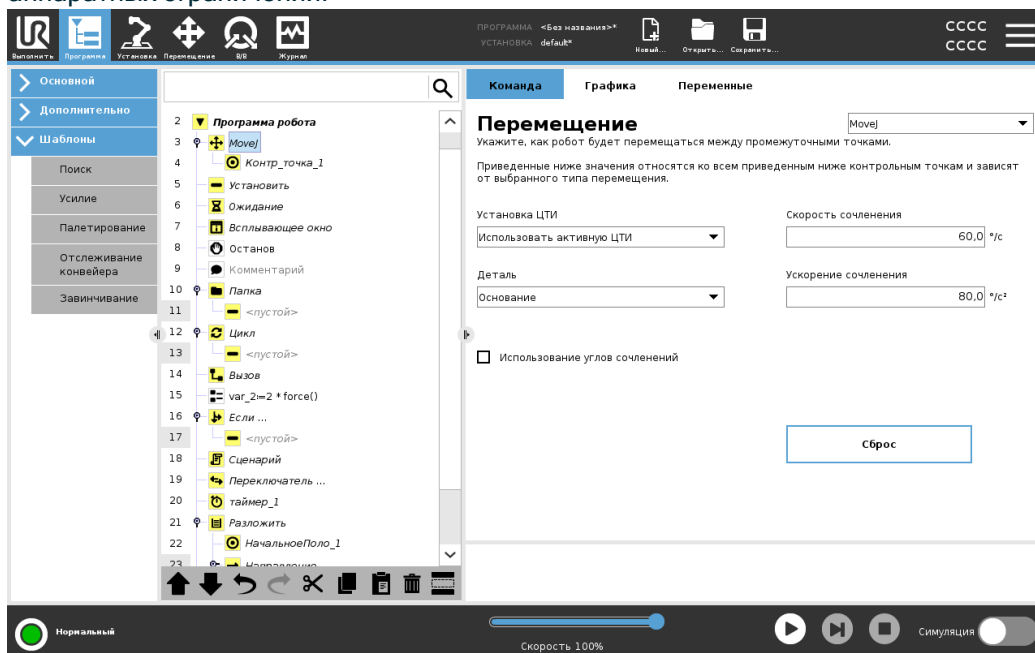 UR
Выполнить Программа Установка Перемещение В/В Журнал
ПРОГРАММА <Без названия>*
УСТАНОВКА default*
Новый... Открыть... Сохранить...
CCCC
CCCC
Основной
Дополнительно
Шаблоны
Поиск
Усилие
Палетирование
Отслеживание
конвейера
Завинчивание
2 Программа робота
3 MoveJ
4 Контр_точка_1
5 Установить
6 Ожидание
7 Всплывающее окно
8 Останов
9 Комментарий
10 Папка
11 <пустой>
12 Цикл
13 <пустой>
14 Вызов
15 var_2≔2 * force()
16 Если ...
17 <пустой>
18 Сценарий
19 Переключатель ...
20 таймер_1
21 Разложить
22 НачальноеПоло_1
23 Направление
Команда Графика Переменные
Перемещение
MoveJ
Укажите, как робот будет перемещаться между промежуточными точками.
Приведенные ниже значения относятся ко всем приведенным ниже контрольным точкам и зависят
от выбранного типа перемещения.
Установка ЦТИ Скорость сочленения
Использовать активную ЦТИ 60,0 °/с
Деталь Ускорение сочленения
Основание 80,0 °/с²
Использование углов сочленений
Сброс
Нормальный
Скорость 100%
Симуляция